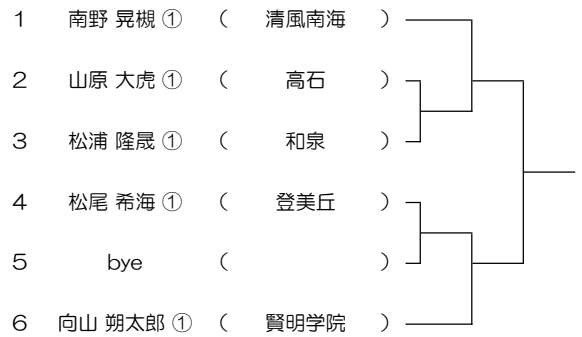 1 南野 晃槻 ① （ 清風南海 ）
2 山原 大虎 ① （ 高石 ）
3 松浦 隆晟 ① （ 和泉 ）
4 松尾 希海 ① （ 登美丘 ）
5 bye （ ）
6 向山 朔太郎 ① （ 賢明学院 ）